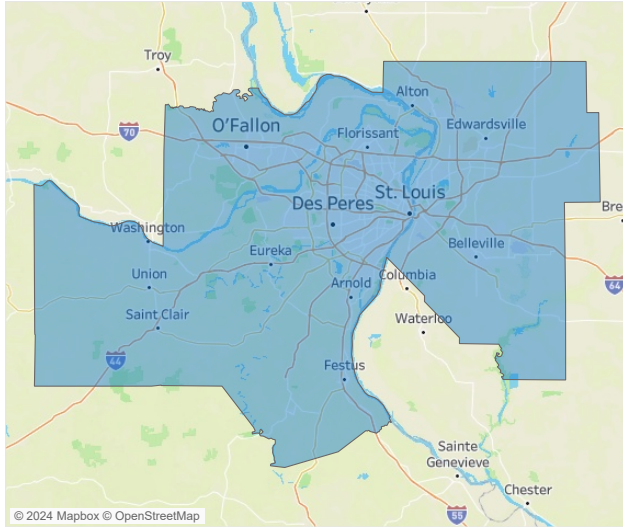 Troy
Alton
70
O'Fallon
Florissant
Edwardsville
St. Louis
Des Peres
Washington
Eureka
Belleville
Union
Arnold
Columbia
64
Saint Clair
Waterloo
44
Festus
Sainte
Genevieve
Chester
55
© 2024 Mapbox © OpenStreetMap